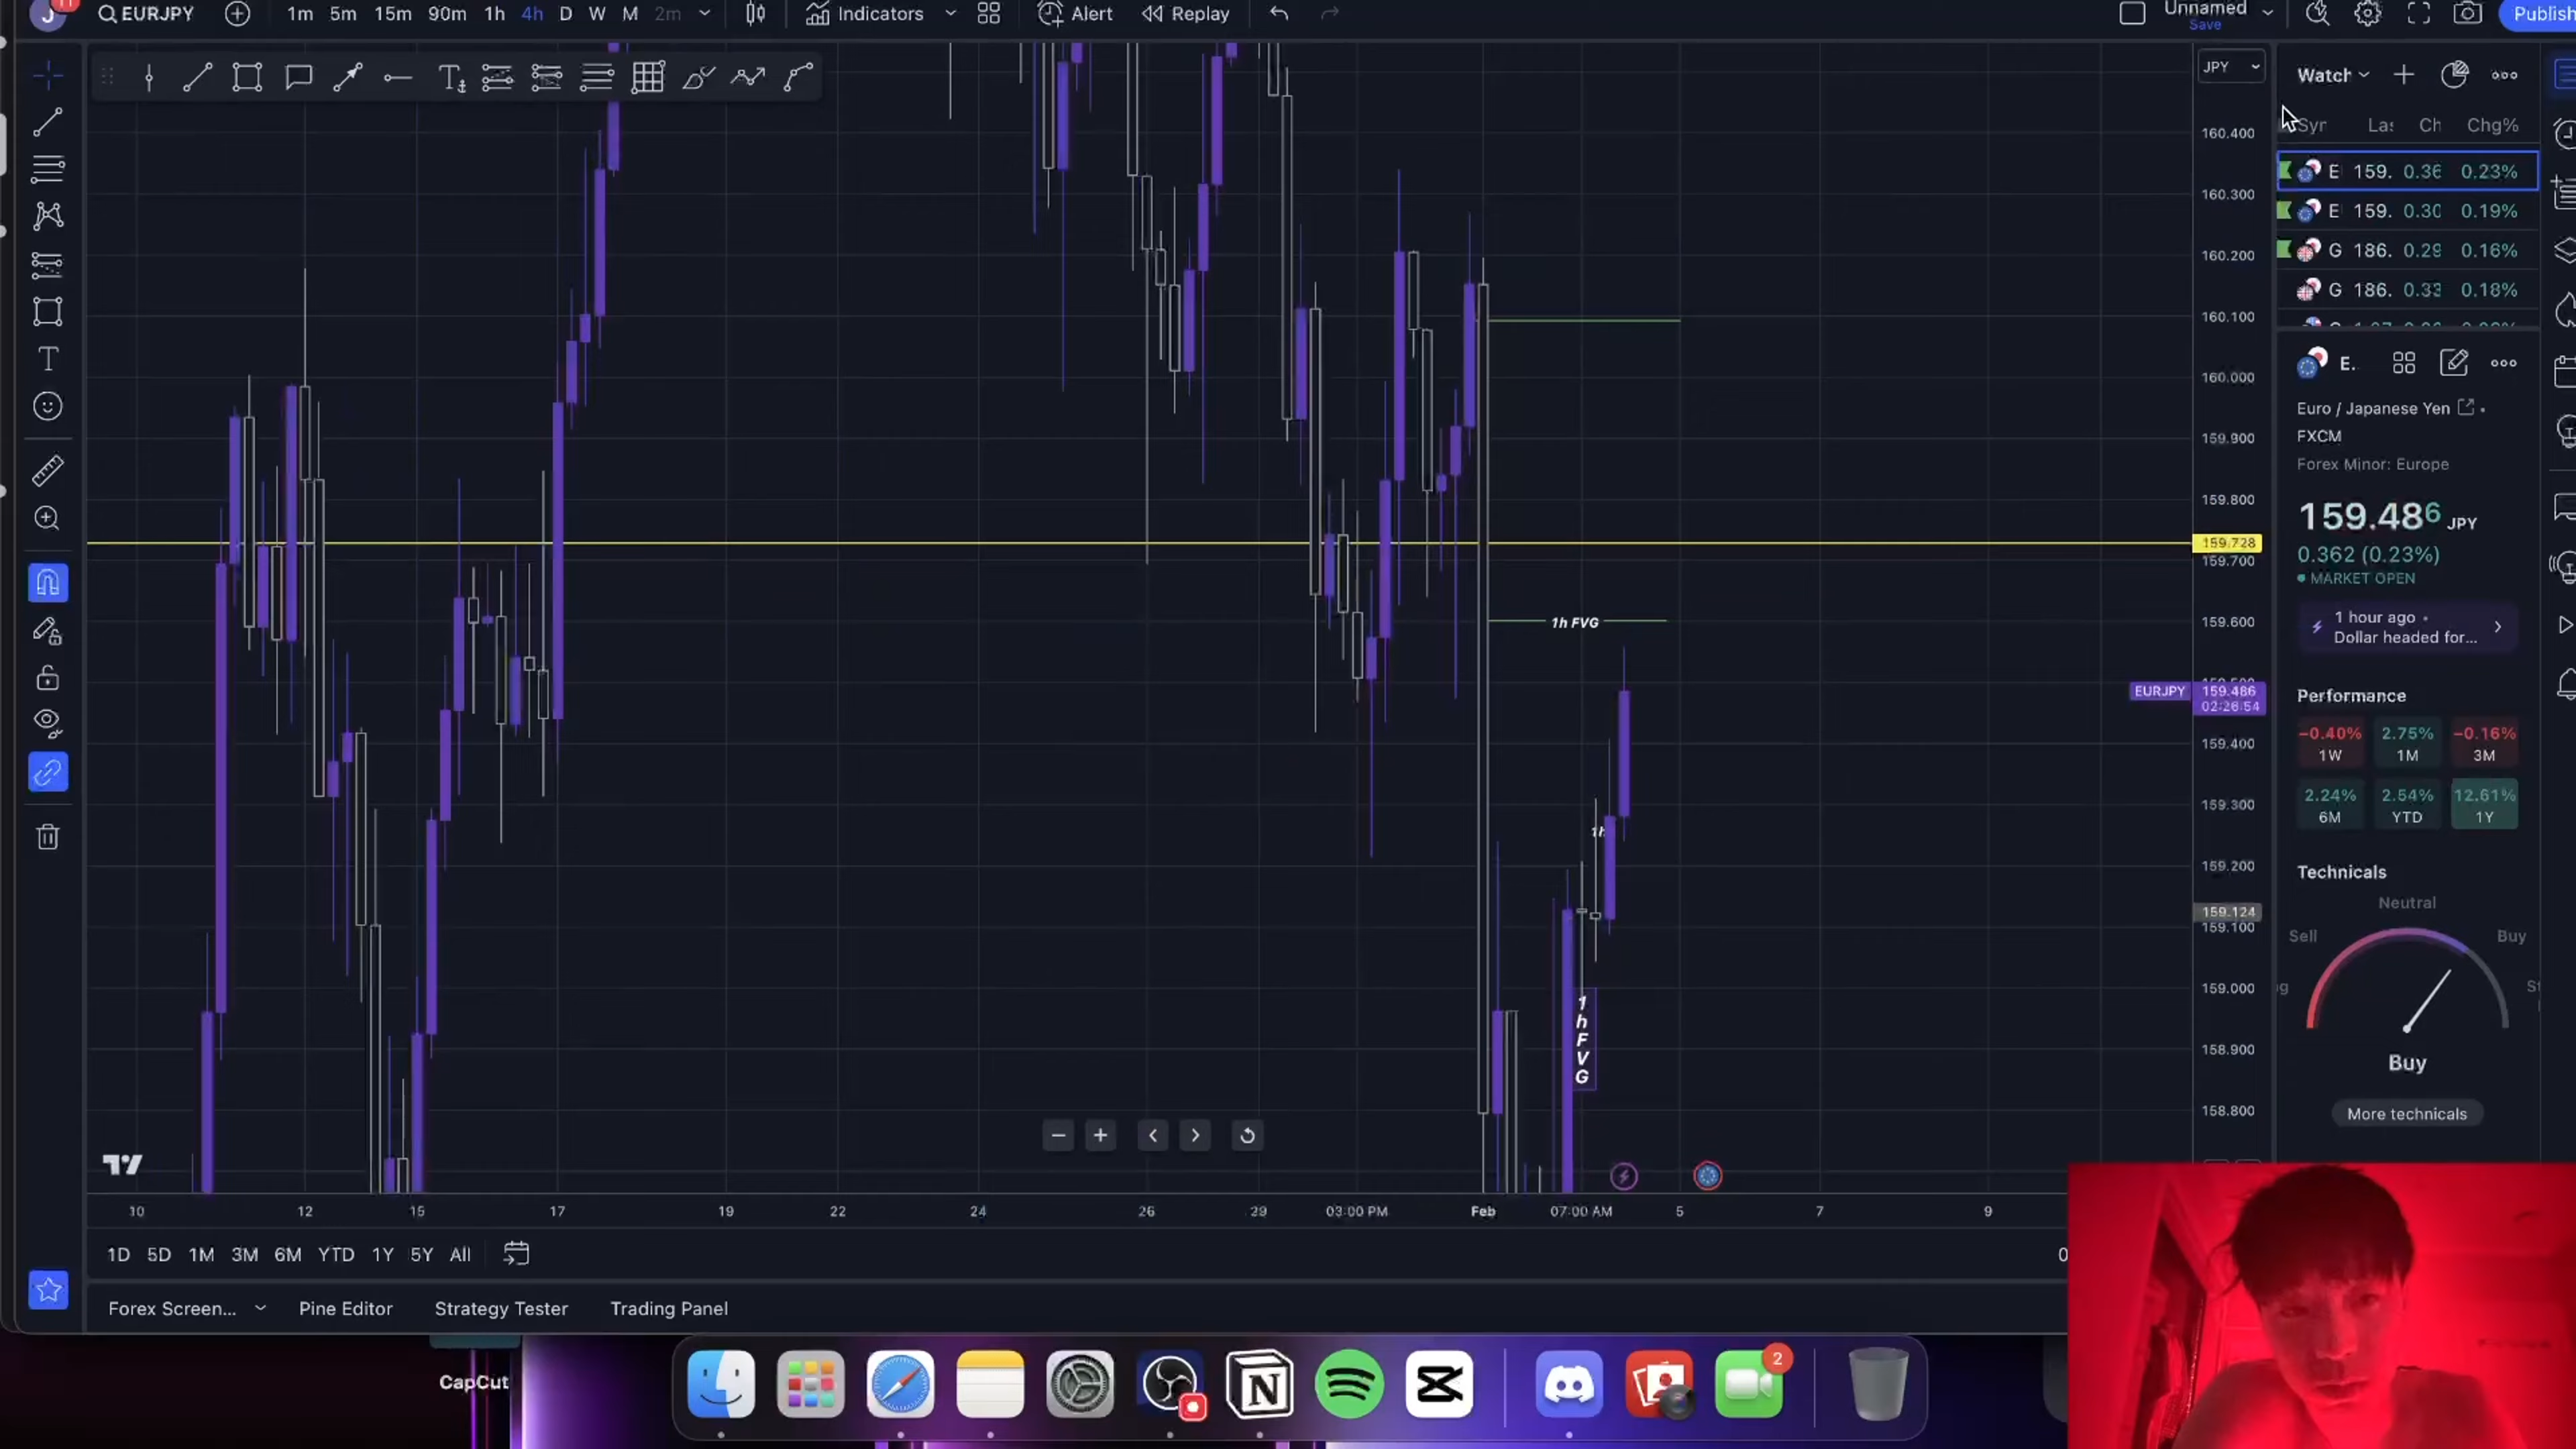 J
11
EURJPY
1m 5m 15m 90m 1h 4h D W M 2m
Indicators
Alert
Replay
Unnamed
Save
Publish
JPY
Watch
Syr Las Ch Chg%
E 159. 0.36 0.23%
E 159. 0.30 0.19%
G 186. 0.29 0.16%
G 186. 0.33 0.18%
160.400
160.300
160.200
160.100
160.000
159.900
159.800
159.728
159.700
159.600
EURJPY 159.486
02:26:54
159.400
159.300
159.200
159.124
159.100
159.000
158.900
158.800
1h FVG
1h
1
h
F
V
G
E.
Euro / Japanese Yen
FXCM
Forex Minor: Europe
159.486 JPY
0.362 (0.23%)
MARKET OPEN
1 hour ago
Dollar headed for...
Performance
−0.40% 2.75% −0.16%
1W 1M 3M
2.24% 2.54% 12.61%
6M YTD 1Y
Technicals
Neutral
Sell Buy
Buy
More technicals
10 12 15 17 19 22 24 26 29 03:00 PM Feb 07:00 AM 5 7 9
1D 5D 1M 3M 6M YTD 1Y 5Y All
Forex Screen... Pine Editor Strategy Tester Trading Panel
CapCut
2